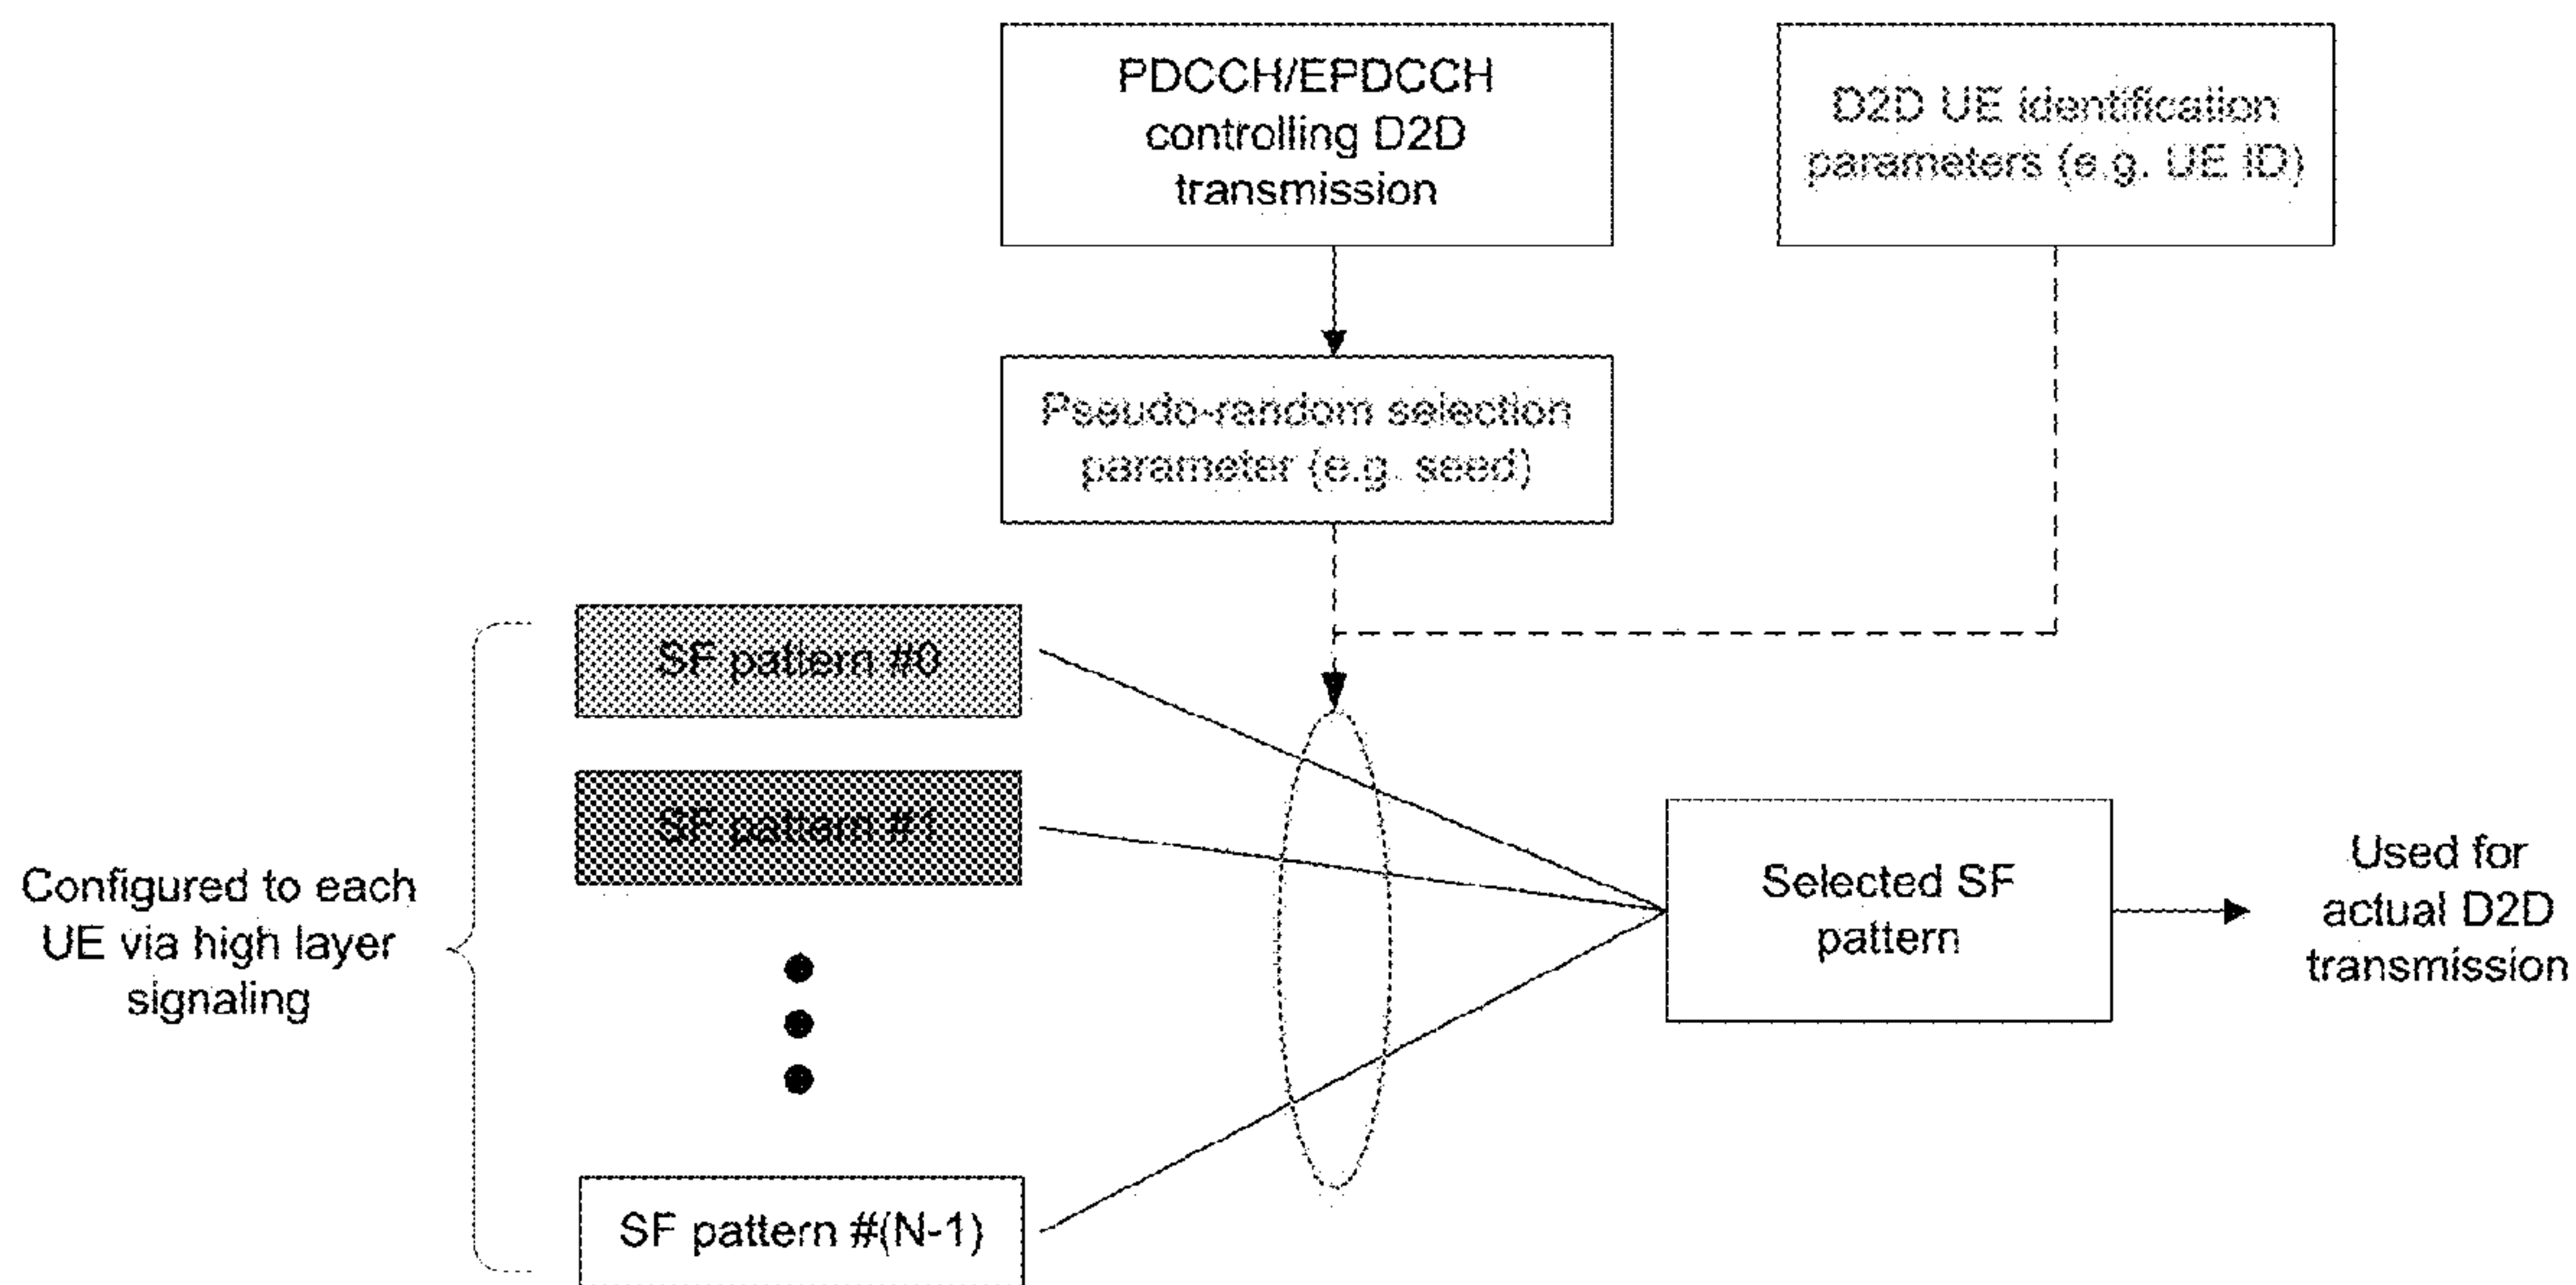 PDCCH/EPDCCH
controlling D2D
transmission
D2D UE identification
parameters (e.g. UE ID)
Pseudo-random selection
parameter (e.g. seed)
SF pattern #0
SF pattern #1
Configured to each
UE via high layer
signaling
SF pattern #(N-1)
Selected SF
pattern
Used for
actual D2D
transmission